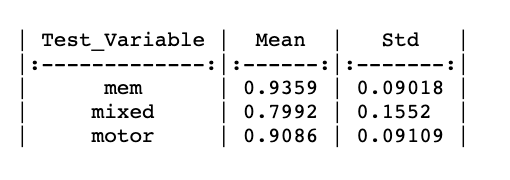 | Test_Variable | Mean | Std |
|:-------------:|:------:|:-------:|
| mem | 0.9359 | 0.09018 |
| mixed | 0.7992 | 0.1552 |
| motor | 0.9086 | 0.09109 |